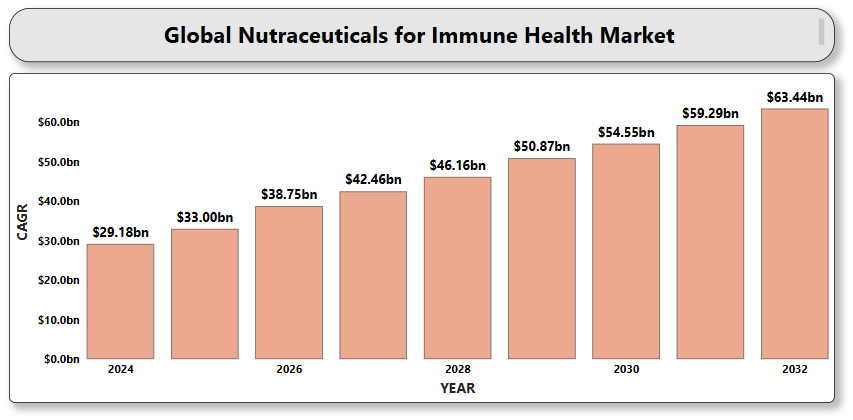 Global Nutraceuticals for Immune Health Market
$63.44bn
$59.29bn
$54.55bn
$50.87bn
$46.16bn
$42.46bn
$38.75bn
$33.00bn
$29.18bn
$60.0bn
$50.0bn
$40.0bn
$30.0bn
$20.0bn
$10.0bn
$0.0bn
CAGR
2024 2026 2028 2030 2032
YEAR